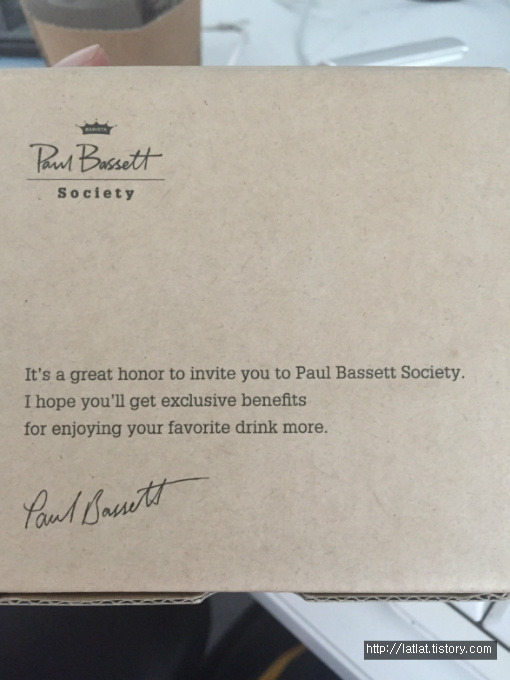 BARISTA
Paul Bassett
Society
It's a great honor to invite you to Paul Bassett Society.
I hope you'll get exclusive benefits
for enjoying your favorite drink more.
Paul Bassett
http://latlat.tistory.com